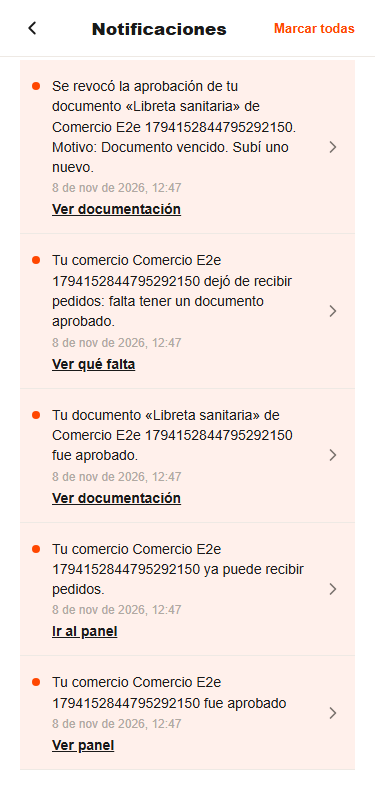 Notificaciones
Marcar todas
Se revocó la aprobación de tu
documento «Libreta sanitaria» de
Comercio E2e 1794152844795292150.
Motivo: Documento vencido. Subí uno
nuevo.
8 de nov de 2026, 12:47
Ver documentación
Tu comercio Comercio E2e
1794152844795292150 dejó de recibir
pedidos: falta tener un documento
aprobado.
8 de nov de 2026, 12:47
Ver qué falta
Tu documento «Libreta sanitaria» de
Comercio E2e 1794152844795292150
fue aprobado.
8 de nov de 2026, 12:47
Ver documentación
Tu comercio Comercio E2e
1794152844795292150 ya puede recibir
pedidos.
8 de nov de 2026, 12:47
Ir al panel
Tu comercio Comercio E2e
1794152844795292150 fue aprobado
8 de nov de 2026, 12:47
Ver panel